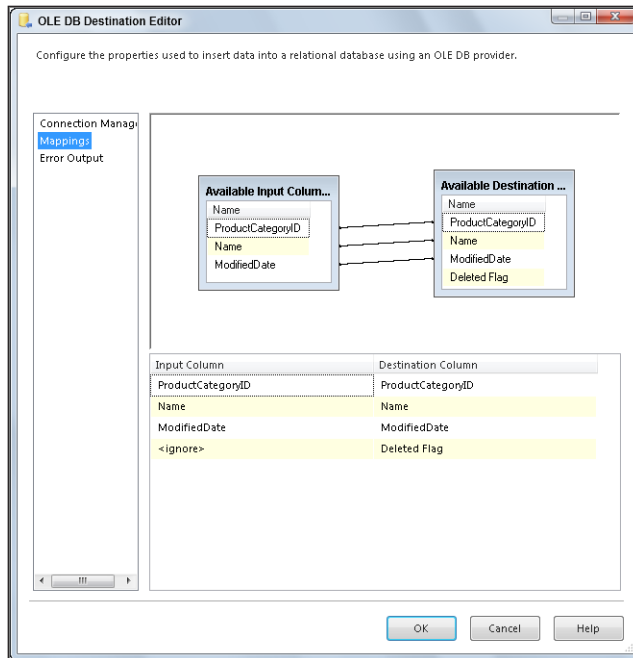 OLE DB Destination Editor
Configure the properties used to insert data into a relational database using an OLE DB provider.
Connection Manag
Mappings
Error Output
Available Input Colum...
Name
ProductCategoryID
Name
ModifiedDate
Available Destination ...
Name
ProductCategoryID
Name
ModifiedDate
Deleted Flag
Input Column Destination Column
ProductCategoryID ProductCategoryID
Name Name
ModifiedDate ModifiedDate
<ignore> Deleted Flag
OK Cancel Help